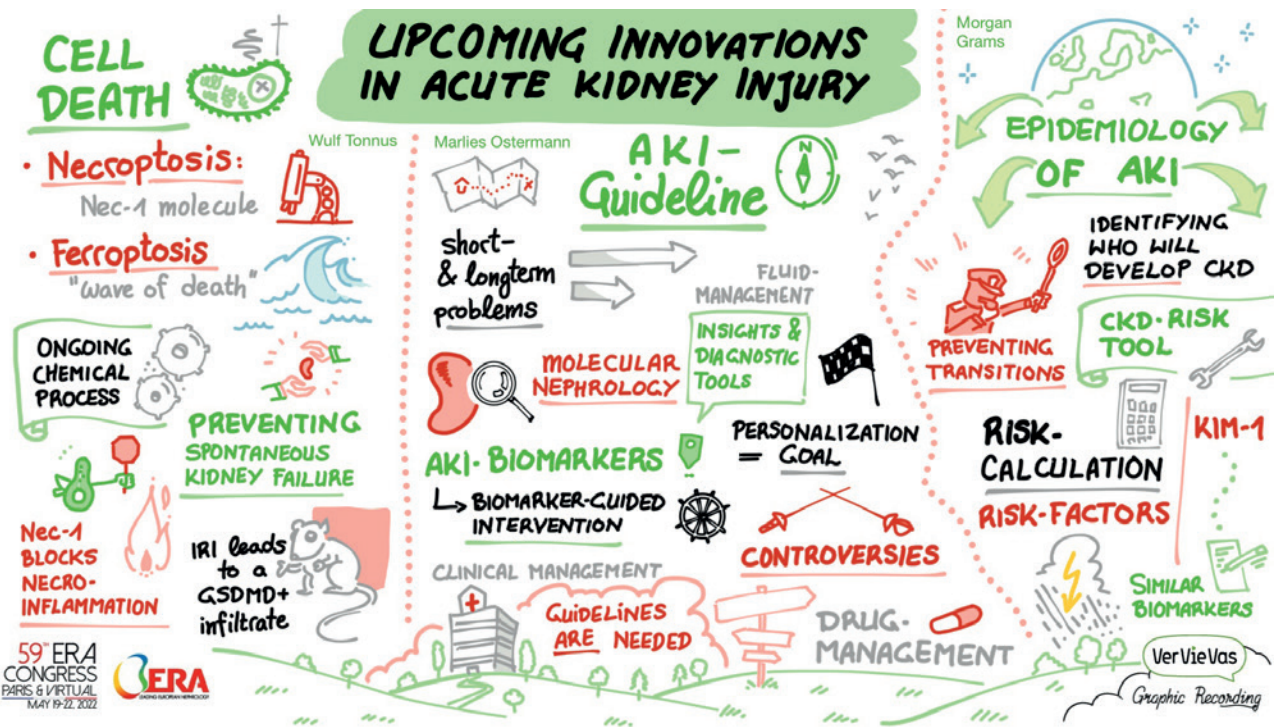 UPCOMING INNOVATIONS
IN ACUTE KIDNEY INJURY
CELL
DEATH
Wulf Tonnus
• Necroptosis:
Nec-1 molecule
• Ferroptosis
"wave of death"
ONGOING
CHEMICAL
PROCESS
PREVENTING
SPONTANEOUS
KIDNEY FAILURE
Nec-1
BLOCKS
NECRO-
INFLAMMATION
IRI leads
to a
GSDMD+
infiltrate
59TH ERA
CONGRESS
PARIS & VIRTUAL
MAY 19-22, 2022
ERA
LEADING EUROPEAN NEPHROLOGY
Marlies Ostermann
AKI-
Guideline
N
short-
& longterm
problems
FLUID-
MANAGEMENT
INSIGHTS &
DIAGNOSTIC
TOOLS
MOLECULAR
NEPHROLOGY
AKI-BIOMARKERS
BIOMARKER-GUIDED
INTERVENTION
PERSONALIZATION
= GOAL
CONTROVERSIES
CLINICAL MANAGEMENT
GUIDELINES
ARE NEEDED
DRUG-
MANAGEMENT
Morgan
Grams
EPIDEMIOLOGY
OF AKI
IDENTIFYING
WHO WILL
DEVELOP CKD
PREVENTING
TRANSITIONS
CKD-RISK
TOOL
RISK-
CALCULATION
RISK-FACTORS
KIM-1
SIMILAR
BIOMARKERS
VerVieVas
Graphic Recording